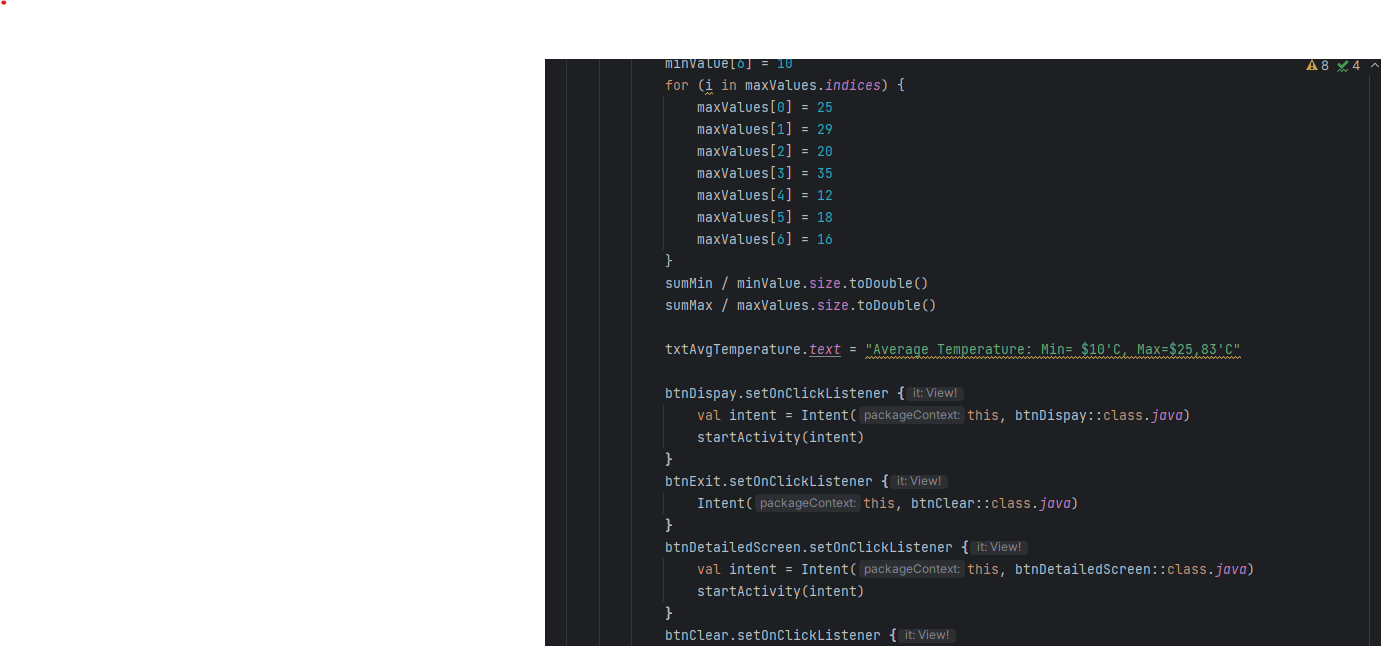 minValue[6] = 10
8 4
for (i in maxValues.indices) {
maxValues[0] = 25
maxValues[1] = 29
maxValues[2] = 20
maxValues[3] = 35
maxValues[4] = 12
maxValues[5] = 18
maxValues[6] = 16
}
sumMin / minValue.size.toDouble()
sumMax / maxValues.size.toDouble()
txtAvgTemperature.text = "Average Temperature: Min= $10'C, Max=$25,83'C"
btnDispay.setOnClickListener { it: View!
val intent = Intent( packageContext: this, btnDispay::class.java)
startActivity(intent)
}
btnExit.setOnClickListener { it: View!
Intent( packageContext: this, btnClear::class.java)
}
btnDetailedScreen.setOnClickListener { it: View!
val intent = Intent( packageContext: this, btnDetailedScreen::class.java)
startActivity(intent)
}
btnClear.setOnClickListener { it: View!